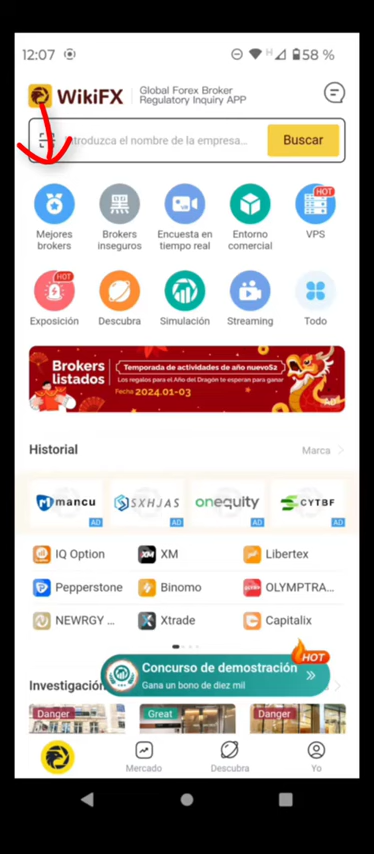 12:07
H
58 %
WikiFX
Global Forex Broker
Regulatory Inquiry APP
ntroduzca el nombre de la empresa...
Buscar
黑
HOT
Mejores brokers
Brokers inseguros
Encuesta en tiempo real
Entorno comercial
VPS
HOT
Exposición
Descubra
Simulación
Streaming
Todo
Brokers listados
Temporada de actividades de año nuevoS2
Los regalos para el Año del Dragón te esperan para ganar
Fecha 2024.01-03
Historial
Marca
mancu
SXHJAS
onequity
CYTBF
AD
AD
AD
AD
IQ Option
XM
Libertex
Pepperstone
Binomo
OLYMPTRA...
NEWRGY ...
Xtrade
Capitalix
HOT
Concurso de demostración
Gana un bono de diez mil
Investigación
Danger
Great
Danger
Mercado
Descubra
Yo